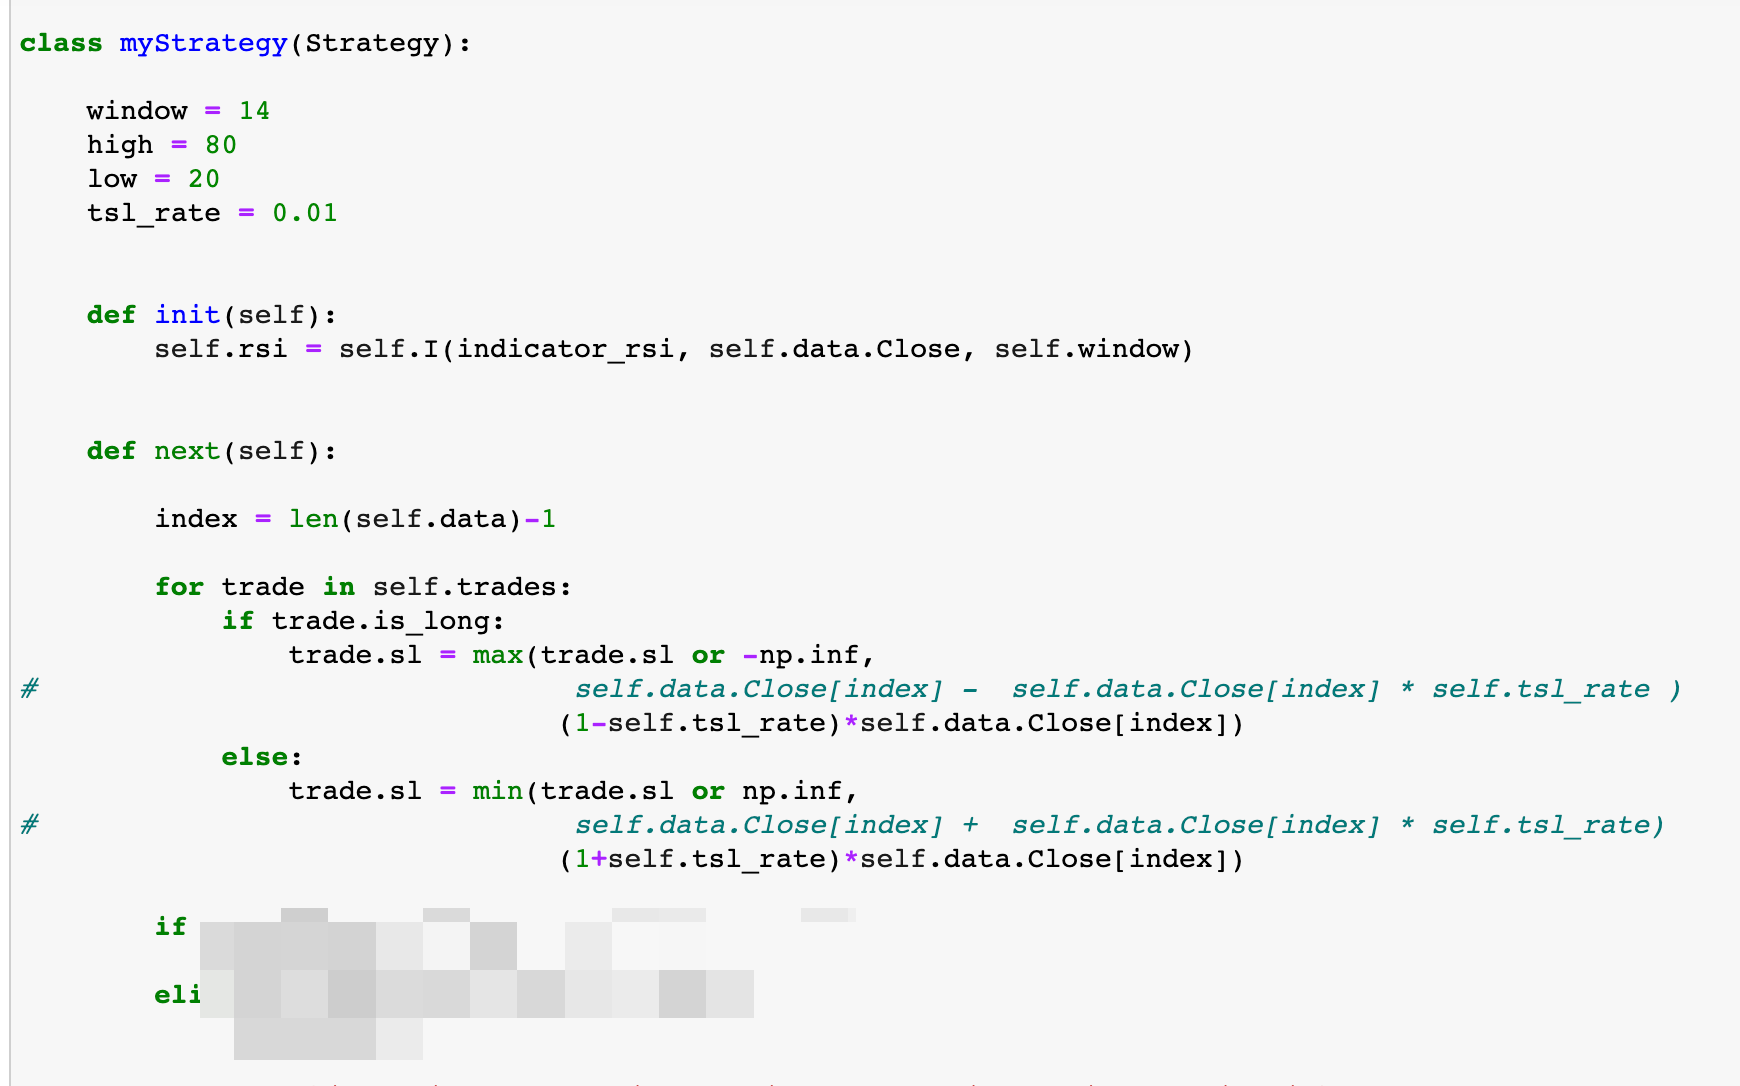 class myStrategy(Strategy):
window = 14
high = 80
low = 20
tsl_rate = 0.01
def init(self):
self.rsi = self.I(indicator_rsi, self.data.Close, self.window)
def next(self):
index = len(self.data)-1
for trade in self.trades:
if trade.is_long:
trade.sl = max(trade.sl or -np.inf,
# self.data.Close[index] - self.data.Close[index] * self.tsl_rate )
(1-self.tsl_rate)*self.data.Close[index])
else:
trade.sl = min(trade.sl or np.inf,
# self.data.Close[index] + self.data.Close[index] * self.tsl_rate)
(1+self.tsl_rate)*self.data.Close[index])
if
eli